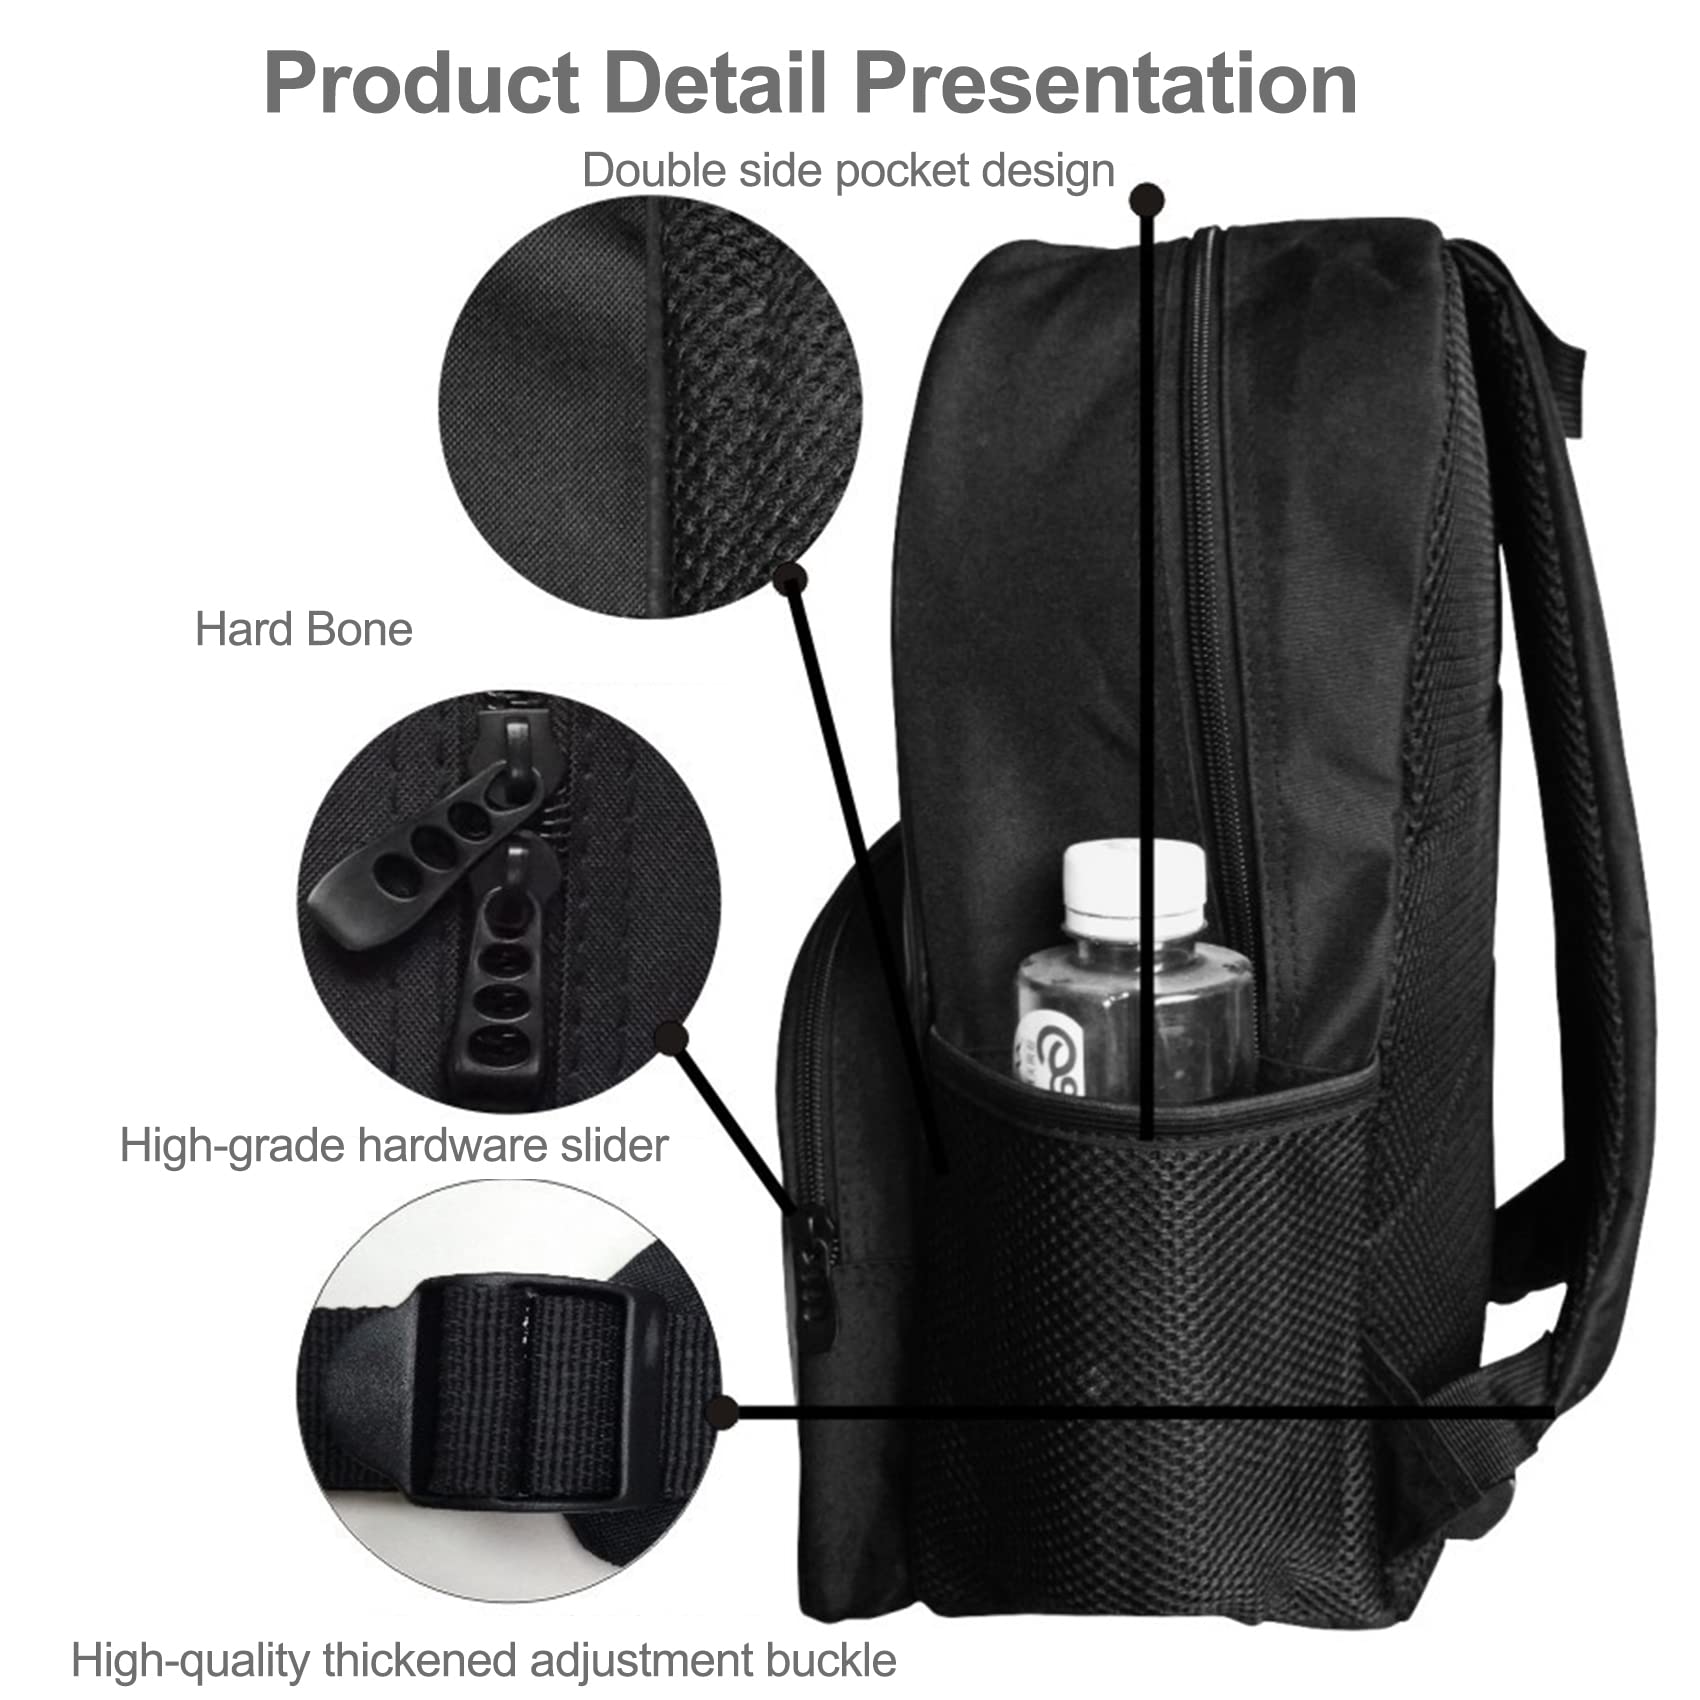 Product Detail Presentation
Double side pocket design
Hard Bone
High-grade hardware slider
High-quality thickened adjustment buckle